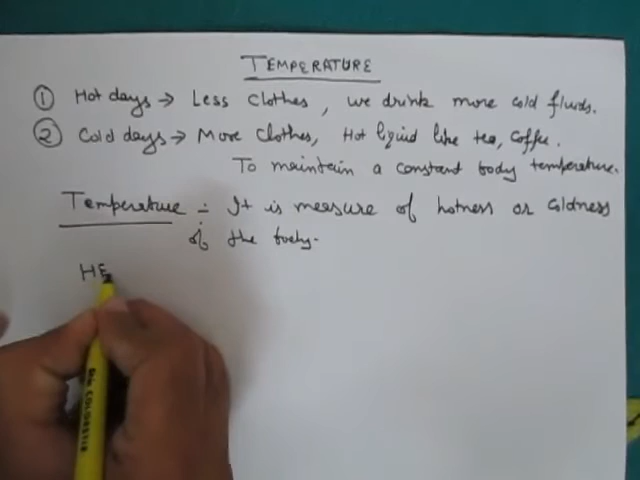 TEMPERATURE
① Hot days → Less clothes, we drink more cold fluids.
② Cold days → More clothes, Hot liquid like tea, coffee.
To maintain a constant body temperature.
Temperature :- It is measure of hotness or coldness
of the body.
HE